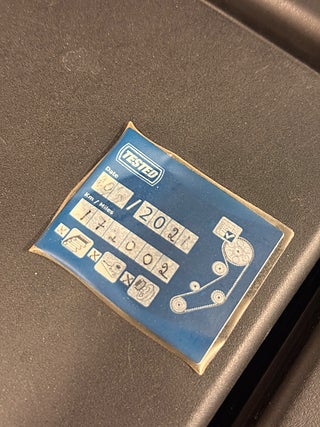 TESTED
Date
/2021
Km / Miles
172002